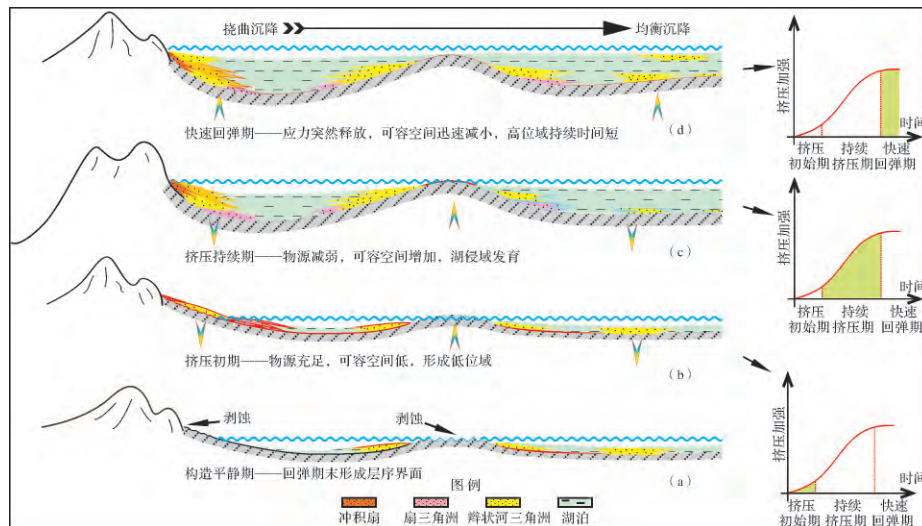 挠曲沉降
均衡沉降
快速回弹期——应力突然释放，可容空间迅速减小，高位域持续时间短
(d)
挤压持续期——物源减弱，可容空间增加，湖侵域发育
(c)
挤压初期——物源充足，可容空间低，形成低位域
(b)
剥蚀
剥蚀
构造平静期——回弹期末形成层序界面
(a)
图例
冲积扇
扇三角洲
辫状河三角洲
湖泊
挤压加强
时间
挤压 持续 快速
初始期 挤压期 回弹期
挤压加强
时间
挤压 持续 快速
初始期 挤压期 回弹期
挤压加强
时间
挤压 持续 快速
初始期 挤压期 回弹期